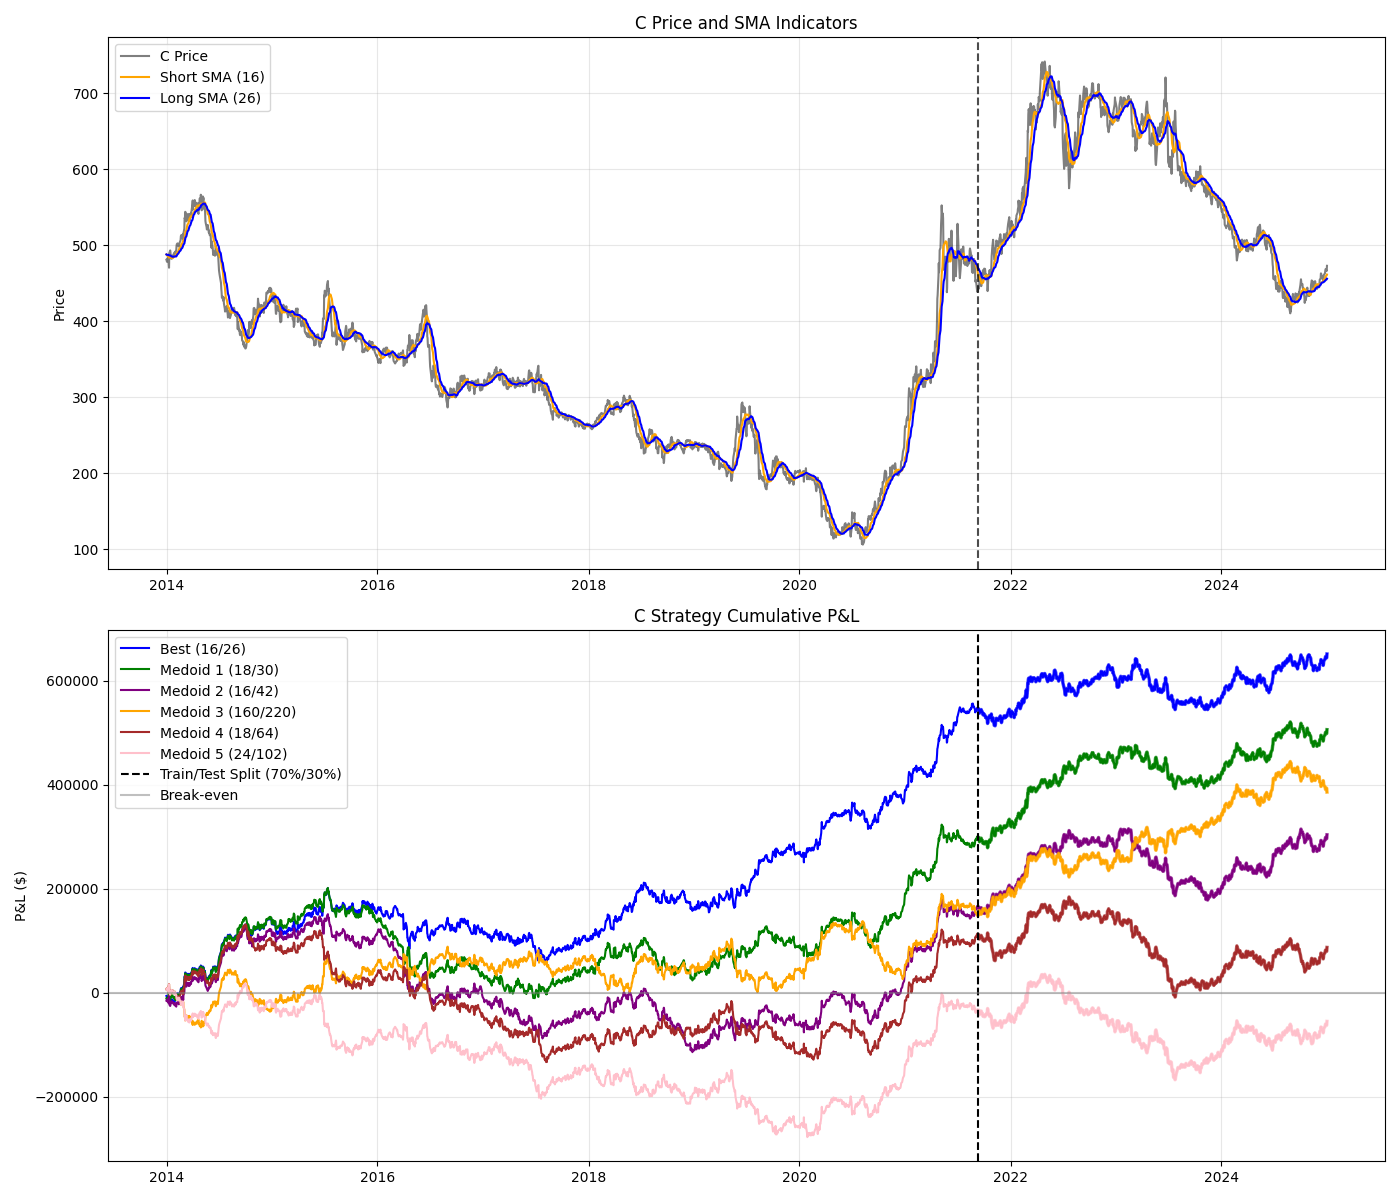 C Price and SMA Indicators
C Price
Short SMA (16)
Long SMA (26)
Price
700
600
500
400
300
200
100
2014
2016
2018
2020
2022
2024
C Strategy Cumulative P&L
Best (16/26)
Medoid 1 (18/30)
Medoid 2 (16/42)
Medoid 3 (160/220)
Medoid 4 (18/64)
Medoid 5 (24/102)
Train/Test Split (70%/30%)
Break-even
P&L ($)
600000
400000
200000
0
−200000
2014
2016
2018
2020
2022
2024